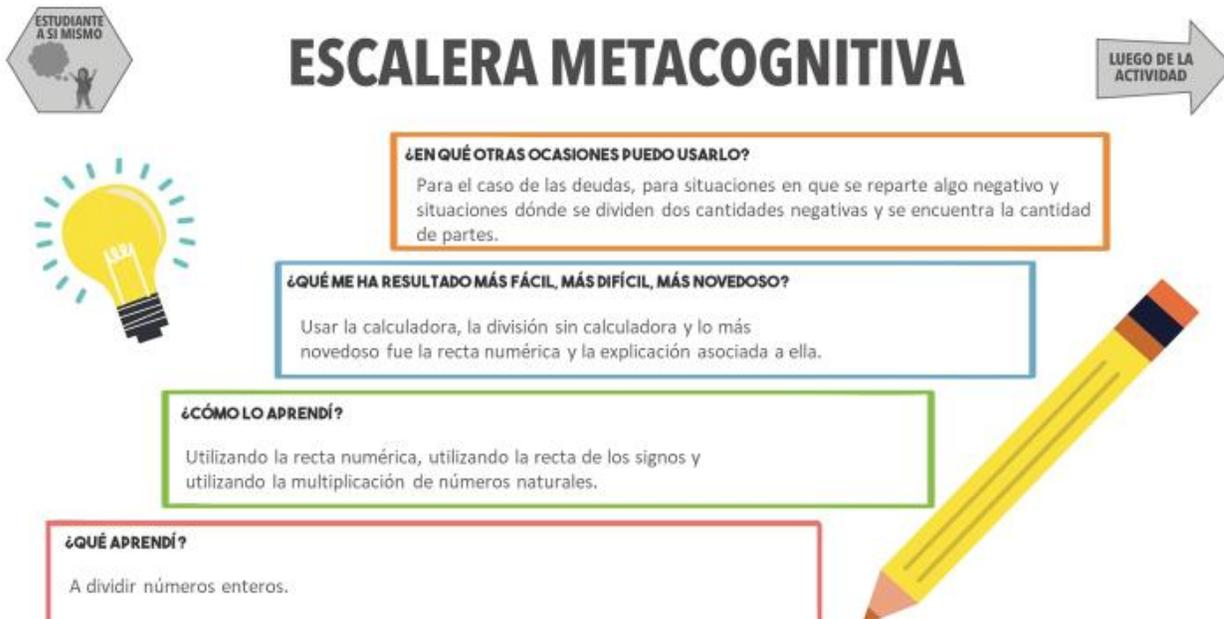 ESTUDIANTE
A SI MISMO
ESCALERA METACOGNITIVA
LUEGO DE LA
ACTIVIDAD
¿EN QUÉ OTRAS OCASIONES PUEDO USARLO?
Para el caso de las deudas, para situaciones en que se reparte algo negativo y
situaciones dónde se dividen dos cantidades negativas y se encuentra la cantidad
de partes.
¿QUÉ ME HA RESULTADO MÁS FÁCIL, MÁS DIFÍCIL, MÁS NOVEDOSO?
Usar la calculadora, la división sin calculadora y lo más
novedoso fue la recta numérica y la explicación asociada a ella.
¿CÓMO LO APRENDÍ?
Utilizando la recta numérica, utilizando la recta de los signos y
utilizando la multiplicación de números naturales.
¿QUÉ APRENDÍ?
A dividir números enteros.